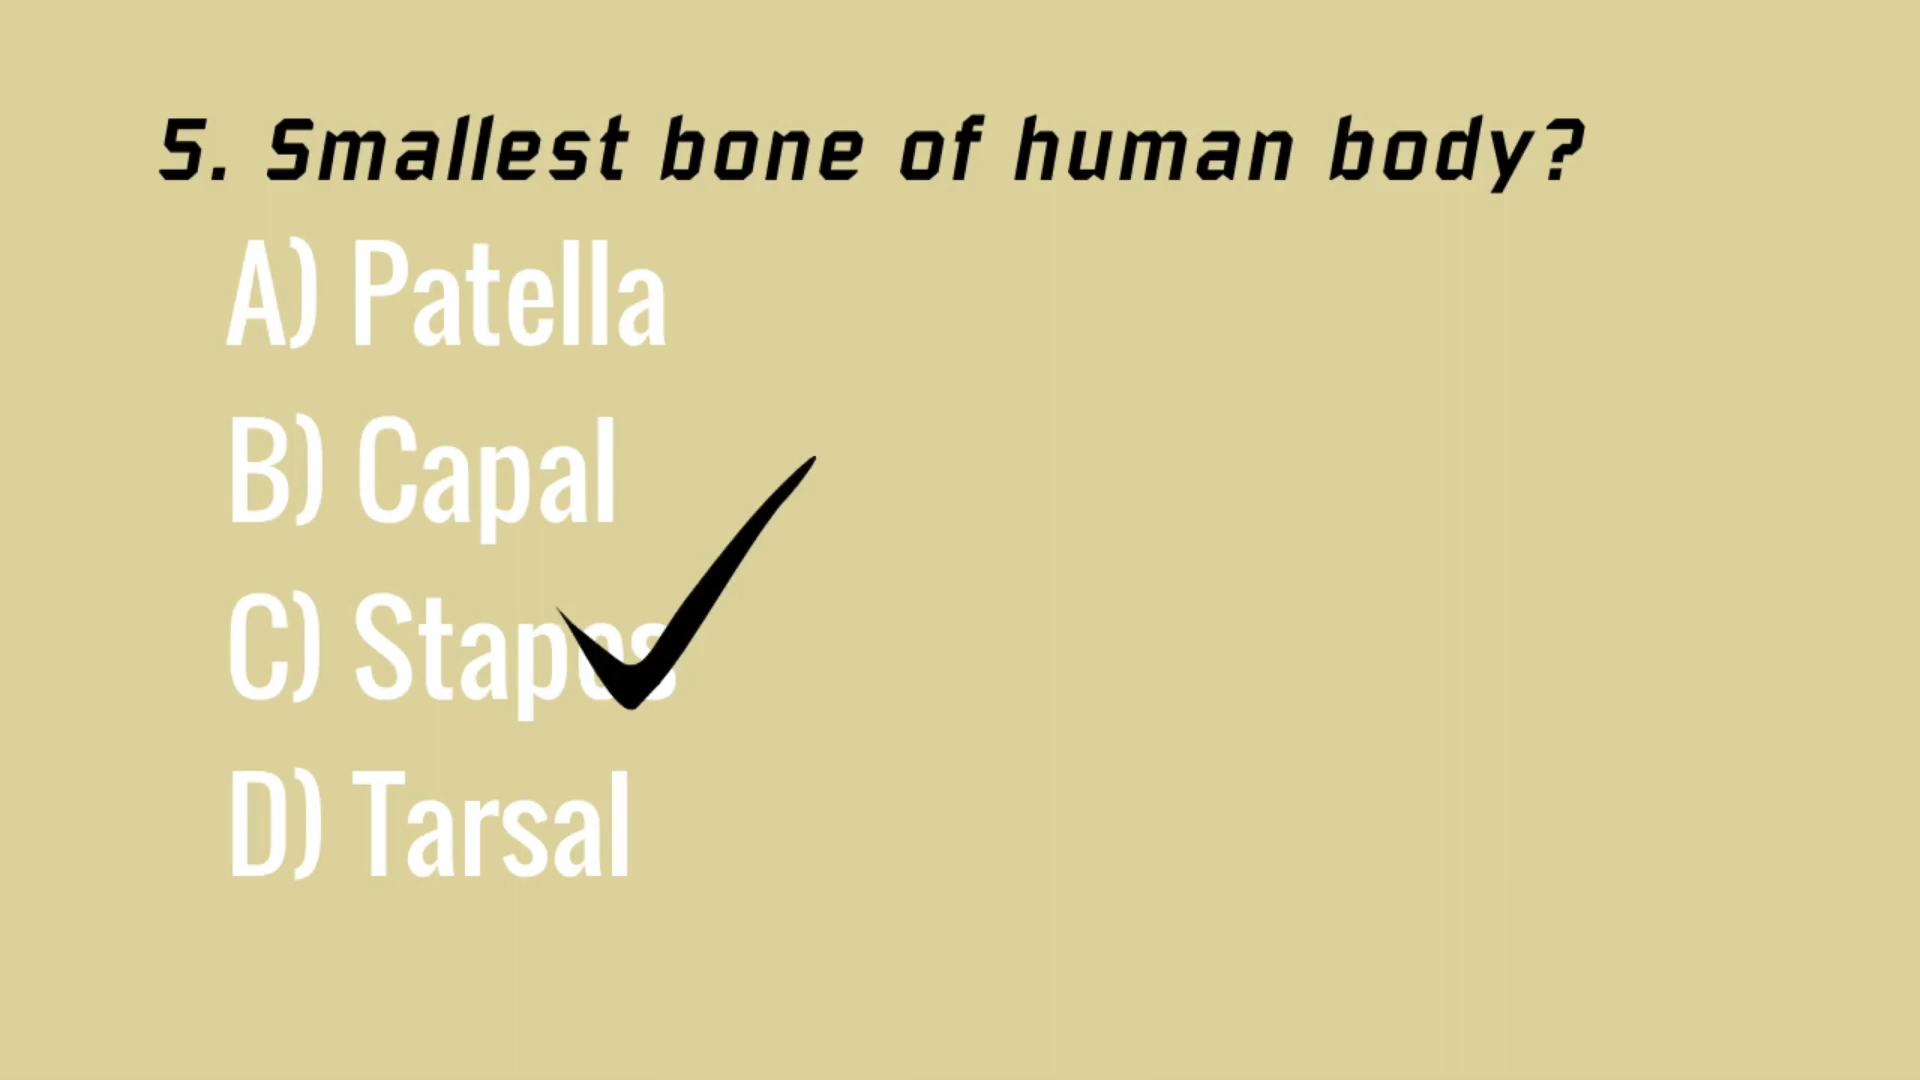 5. Smallest bone of human body?
A) Patella
B) Capal
C) Stapes
D) Tarsal